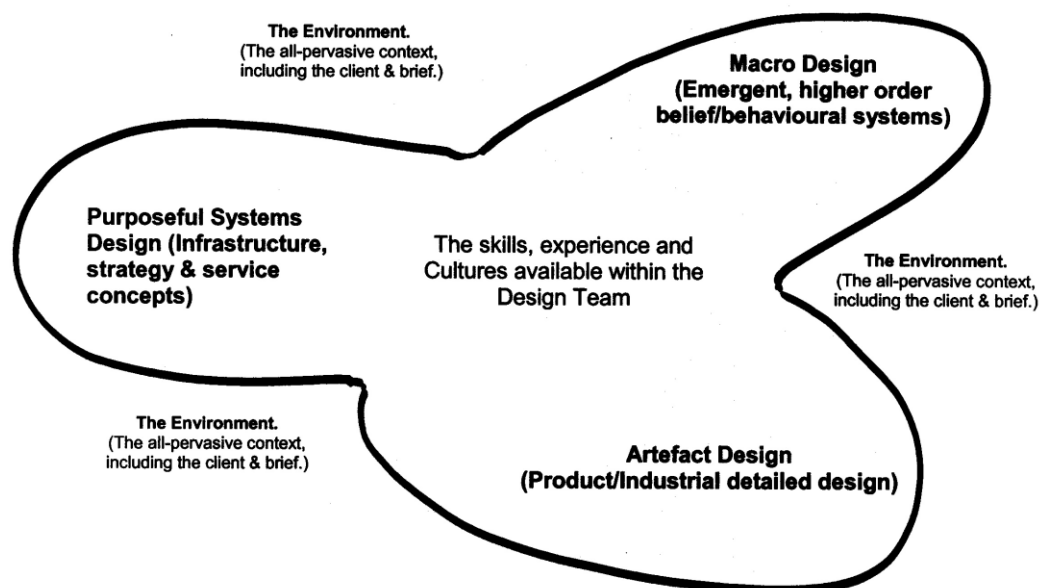 The Environment.
(The all-pervasive context,
including the client & brief.)
Macro Design
(Emergent, higher order
belief/behavioural systems)
Purposeful Systems
Design (Infrastructure,
strategy & service
concepts)
The skills, experience and
Cultures available within the
Design Team
The Environment.
(The all-pervasive context,
including the client & brief.)
The Environment.
(The all-pervasive context,
including the client & brief.)
Artefact Design
(Product/Industrial detailed design)